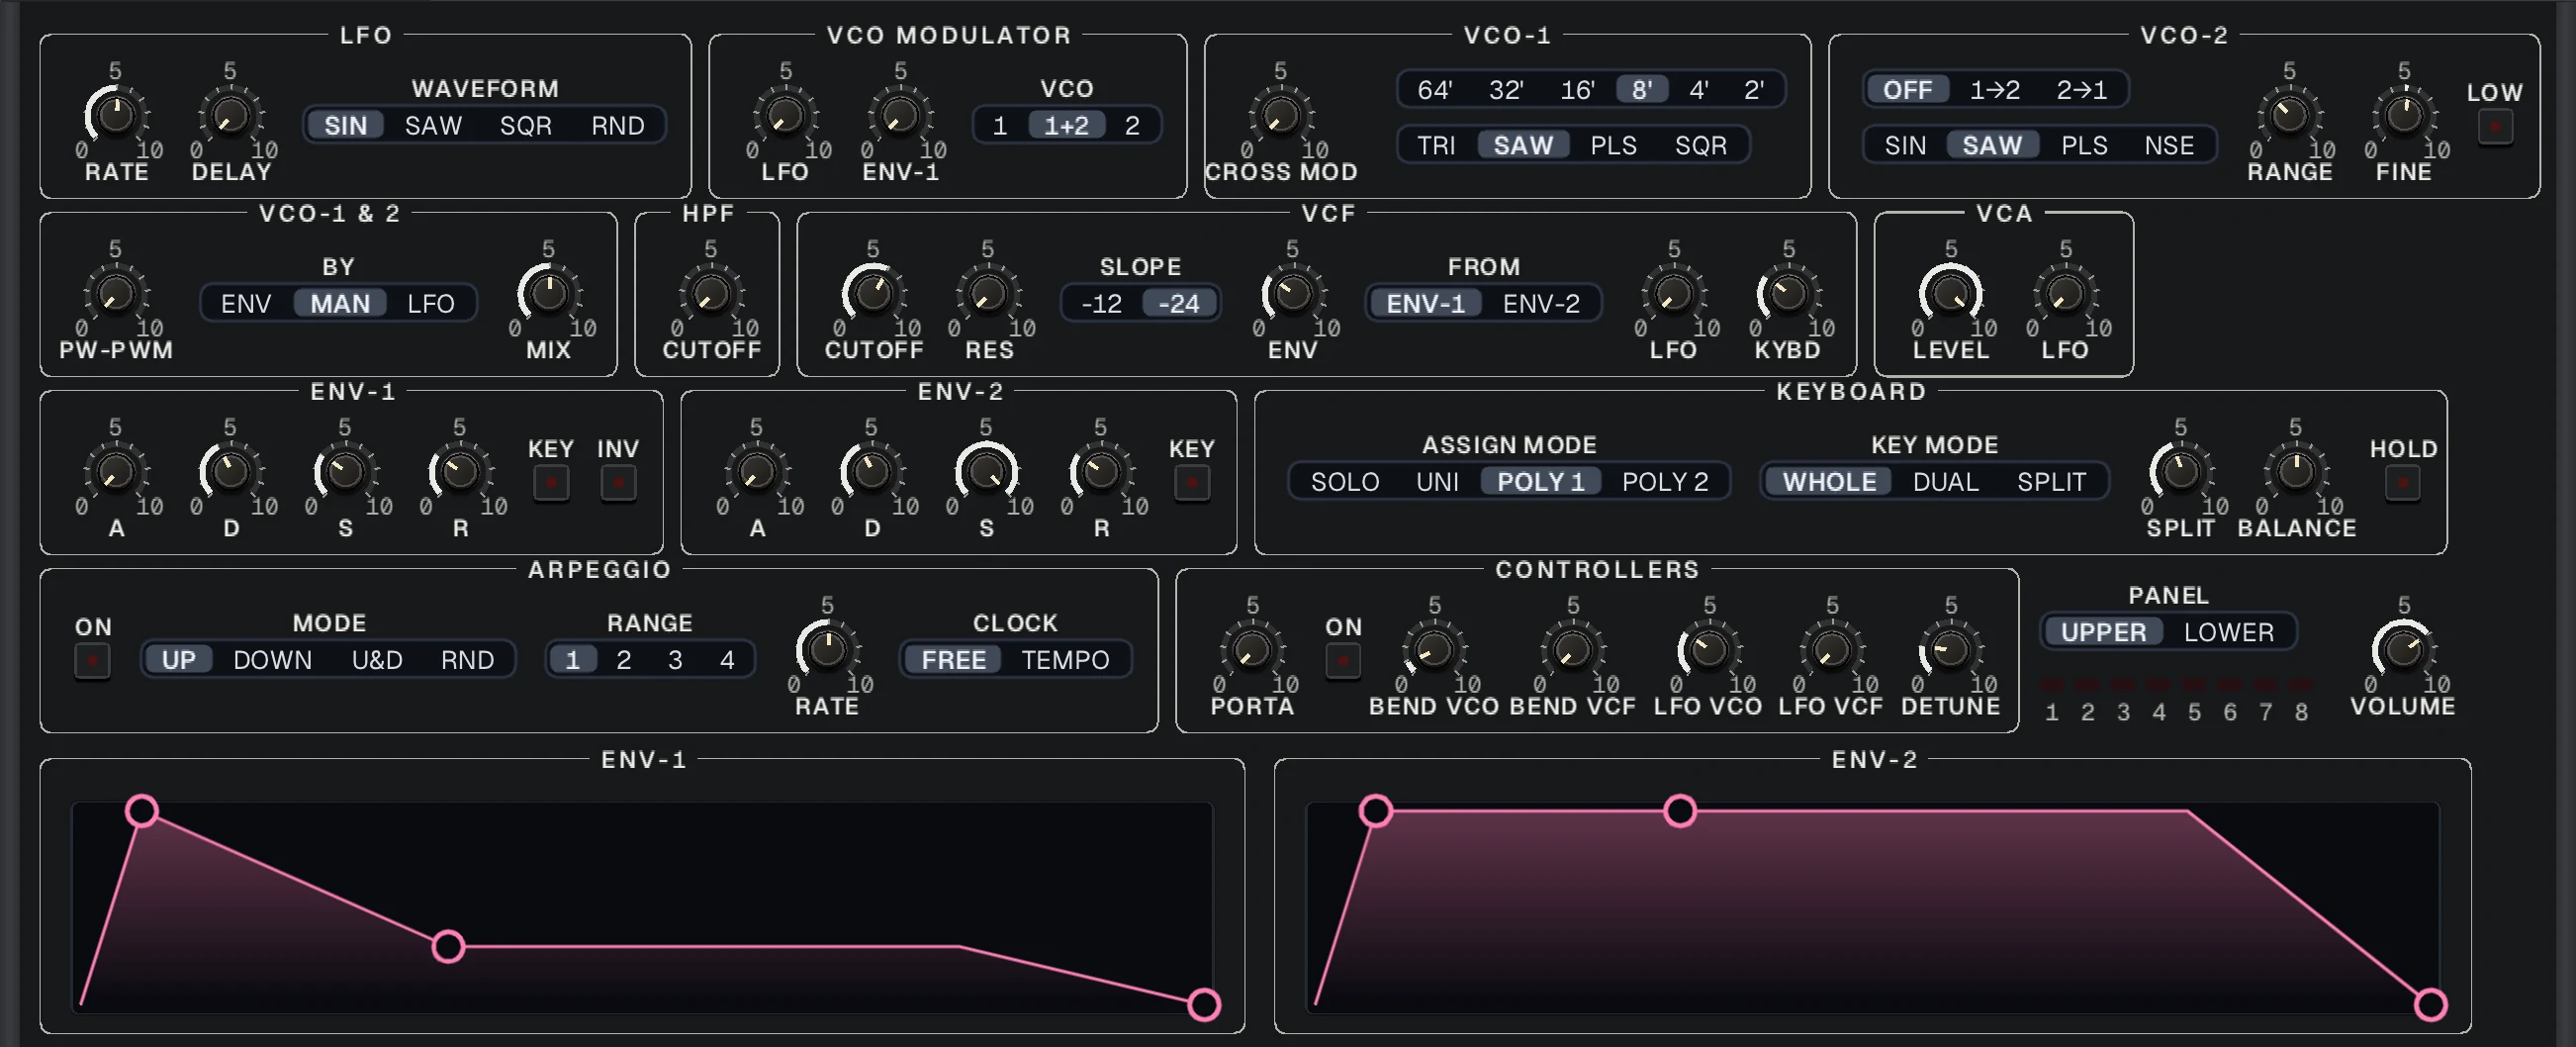 LFO
5 5
WAVEFORM
SIN SAW SQR RND
0 10 0 10
RATE DELAY
VCO MODULATOR
5 5
VCO
1 1+2 2
0 10 0 10
LFO ENV-1
VCO-1
5
64' 32' 16' 8' 4' 2'
TRI SAW PLS SQR
0 10
CROSS MOD
VCO-2
5 5
OFF 1→2 2→1
LOW
SIN SAW PLS NSE
0 10 0 10
RANGE FINE
VCO-1 & 2
5
BY
ENV MAN LFO
0 10 0 10
PW-PWM MIX
HPF
5
0 10
CUTOFF
VCF
5 5 5 5 5
SLOPE FROM
-12 -24 ENV-1 ENV-2
0 10 0 10 0 10 0 10 0 10
CUTOFF RES ENV LFO KYBD
VCA
5 5
0 10 0 10
LEVEL LFO
ENV-1
5 5 5 5
KEY INV
0 10 0 10 0 10 0 10
A D S R
ENV-2
5 5 5 5
KEY
0 10 0 10 0 10 0 10
A D S R
KEYBOARD
5 5
ASSIGN MODE KEY MODE HOLD
SOLO UNI POLY 1 POLY 2 WHOLE DUAL SPLIT
0 10 0 10
SPLIT BALANCE
ARPEGGIO
5
ON MODE RANGE CLOCK
UP DOWN U&D RND 1 2 3 4 FREE TEMPO
0 10
RATE
CONTROLLERS
5 5 5 5 5 5
ON
0 10 0 10 0 10 0 10 0 10 0 10
PORTA BEND VCO BEND VCF LFO VCO LFO VCF DETUNE
PANEL
UPPER LOWER
1 2 3 4 5 6 7 8
5
0 10
VOLUME
ENV-1
ENV-2